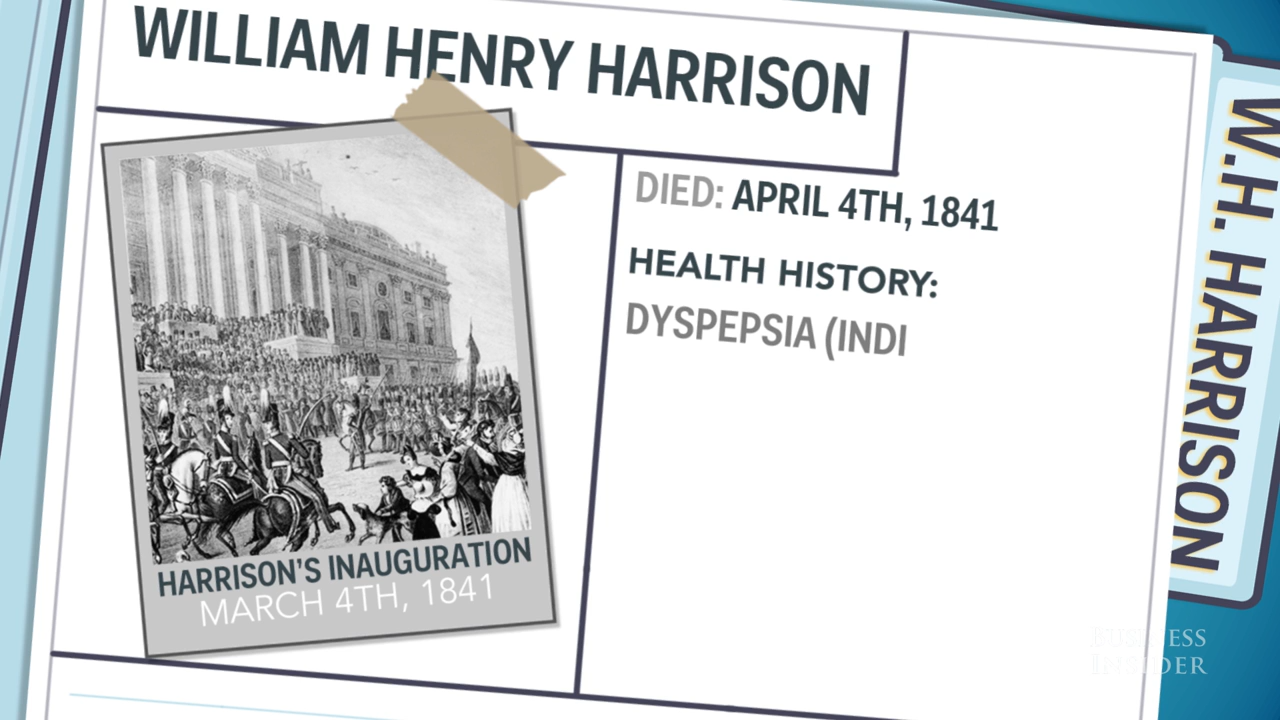 WILLIAM HENRY HARRISON
DIED: APRIL 4TH, 1841
HEALTH HISTORY:
DYSPEPSIA (INDI
HARRISON'S INAUGURATION
MARCH 4TH, 1841
W.H. HARRISON
BUSINESS
INSIDER